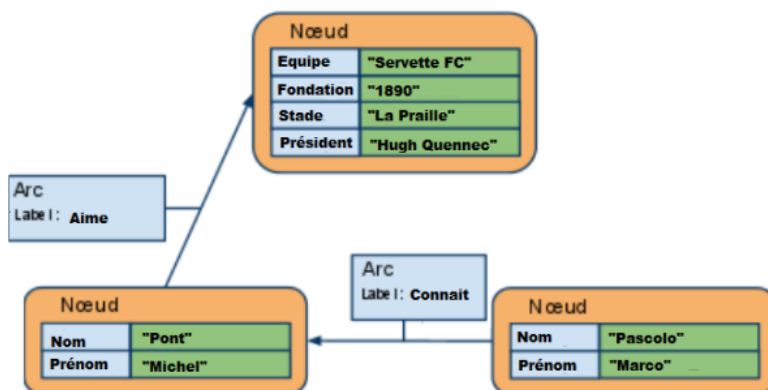 Nœud
Equipe "Servette FC"
Fondation "1890"
Stade "La Praille"
Président "Hugh Quennec"
Arc
Label: Aime
Arc
Label: Connait
Nœud
Nom "Pont"
Prénom "Michel"
Nœud
Nom "Pascolo"
Prénom "Marco"